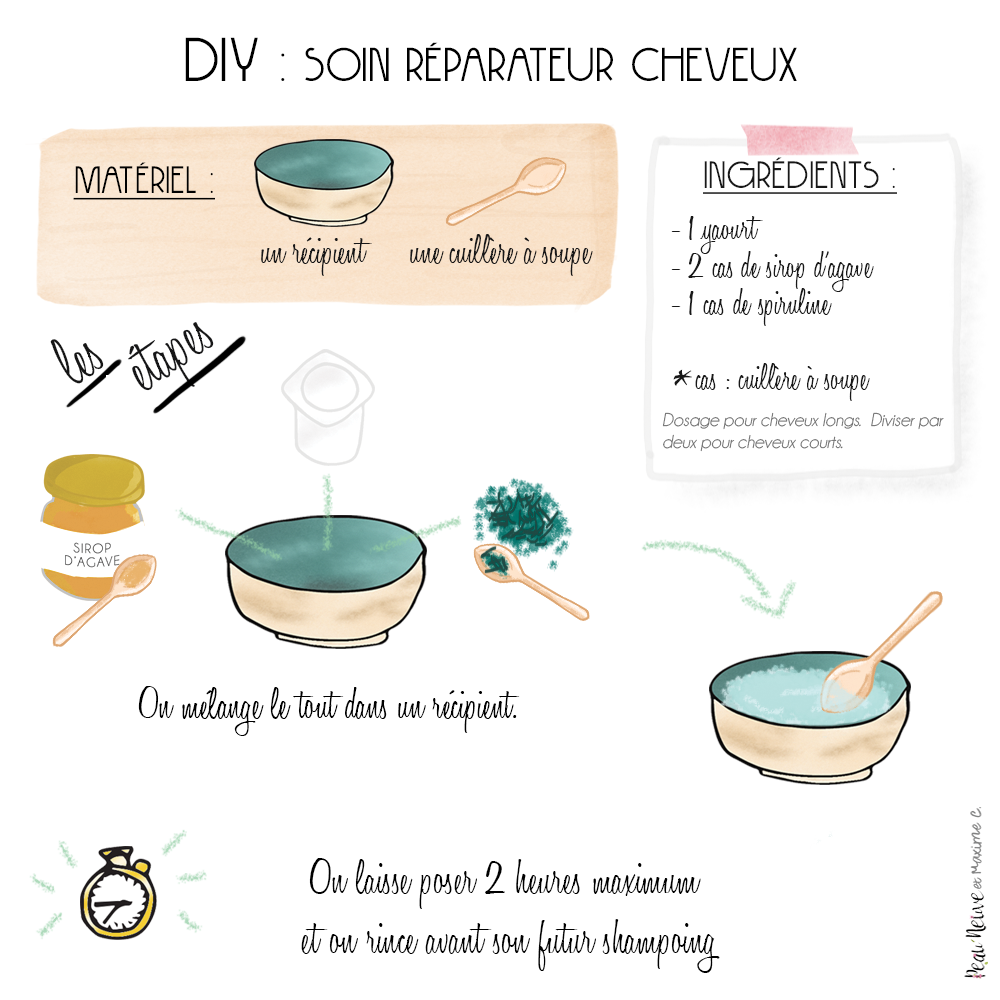 DIY : SOIN RÉPARATEUR CHEVEUX
MATÉRIEL :
un récipient
une cuillère à soupe
INGRÉDIENTS :
- 1 yaourt
- 2 cas de sirop d'agave
- 1 cas de spiruline
*cas : cuillère à soupe
Dosage pour cheveux longs. Diviser par
deux pour cheveux courts.
les étapes
SIROP
D'AGAVE
On mélange le tout dans un récipient.
On laisse poser 2 heures maximum
et on rince avant son futur shampoing
Peau Neuve et Maxime C.